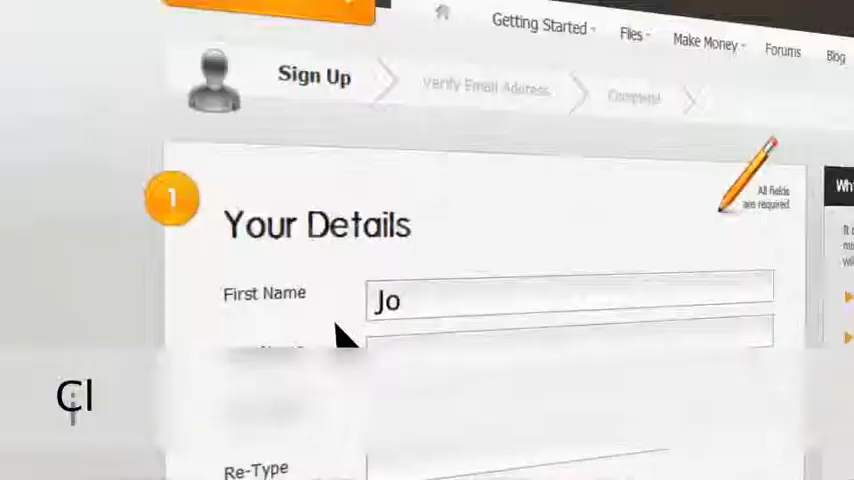 Getting Started
Files
Make Money
Forums
Blog
Sign Up
Verify Email Address
Complete
1
All fields
are required
Your Details
First Name
Jo
Cl
Re-Type